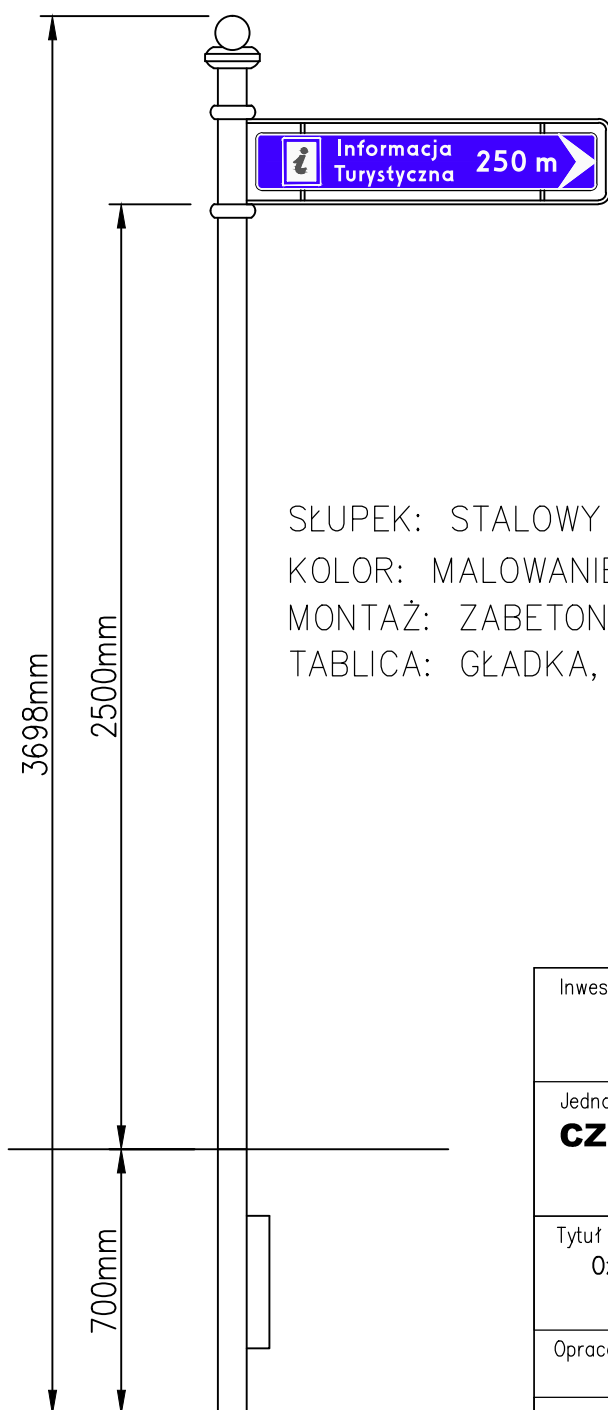 Informacja
Turystyczna
250 m
SŁUPEK: STALOWY
KOLOR: MALOWANIE
MONTAŻ: ZABETON
TABLICA: GŁADKA,
3698mm
2500mm
700mm
Inwes
Jedno
CZ
Tytuł
Opraco